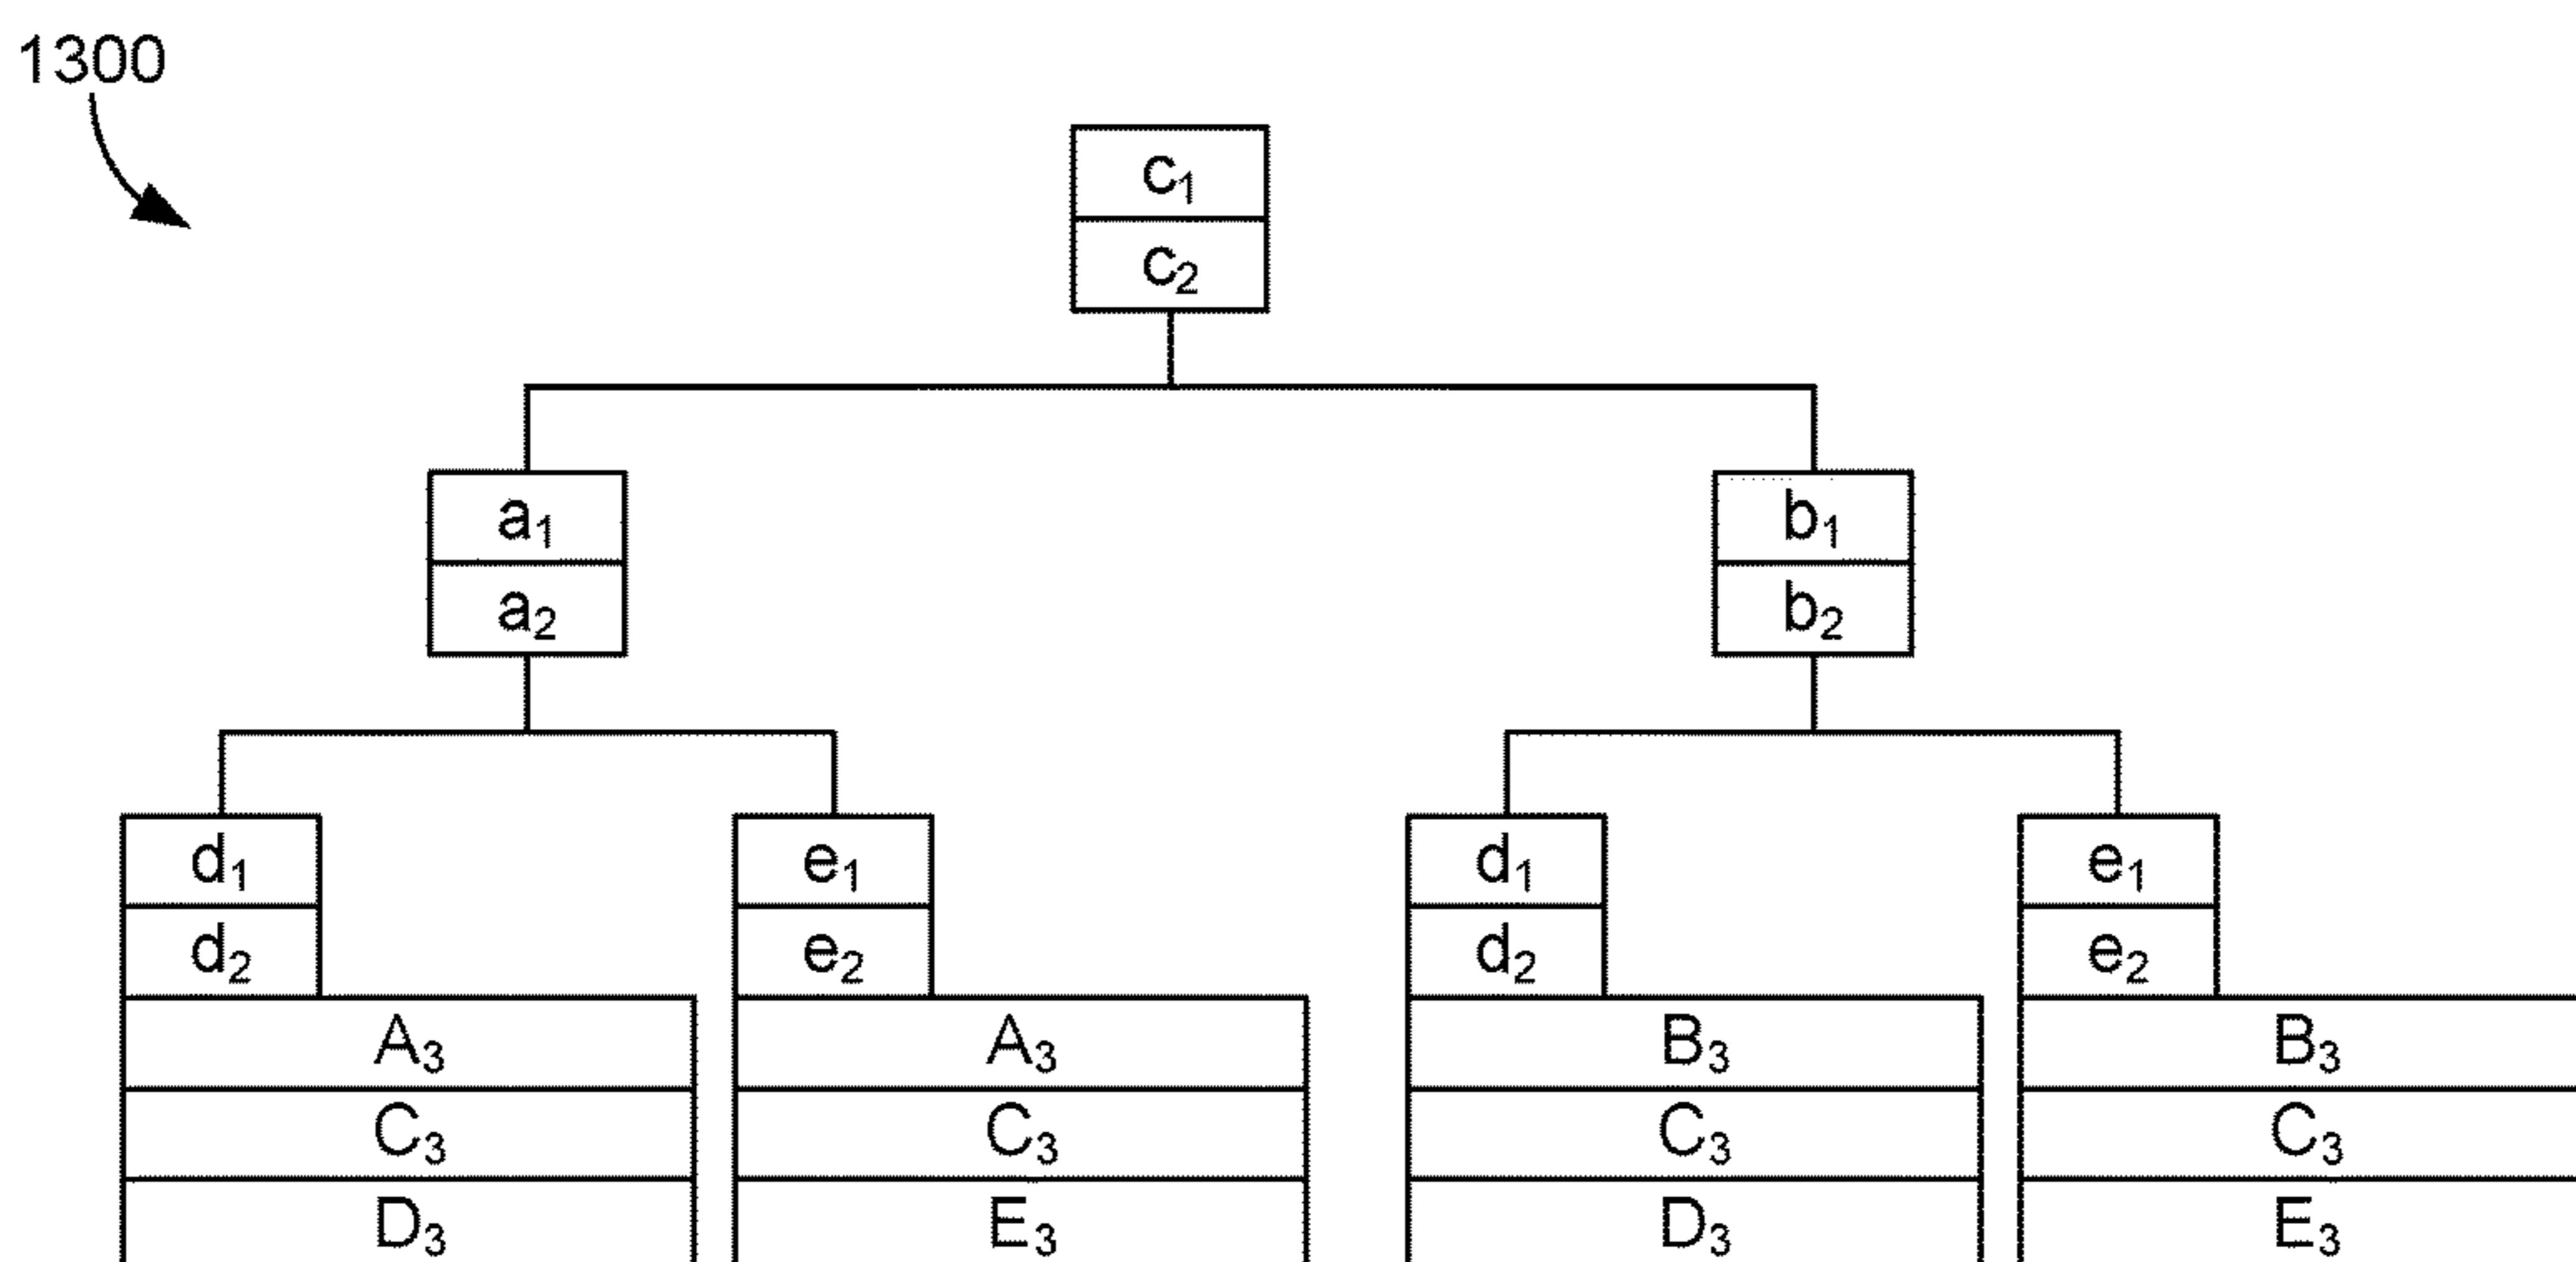 1300
c₁
c₂
a₁
b₁
a₂
b₂
d₁ e₁ d₁ e₁
d₂ e₂ d₂ e₂
A₃ A₃ B₃ B₃
C₃ C₃ C₃ C₃
D₃ E₃ D₃ E₃